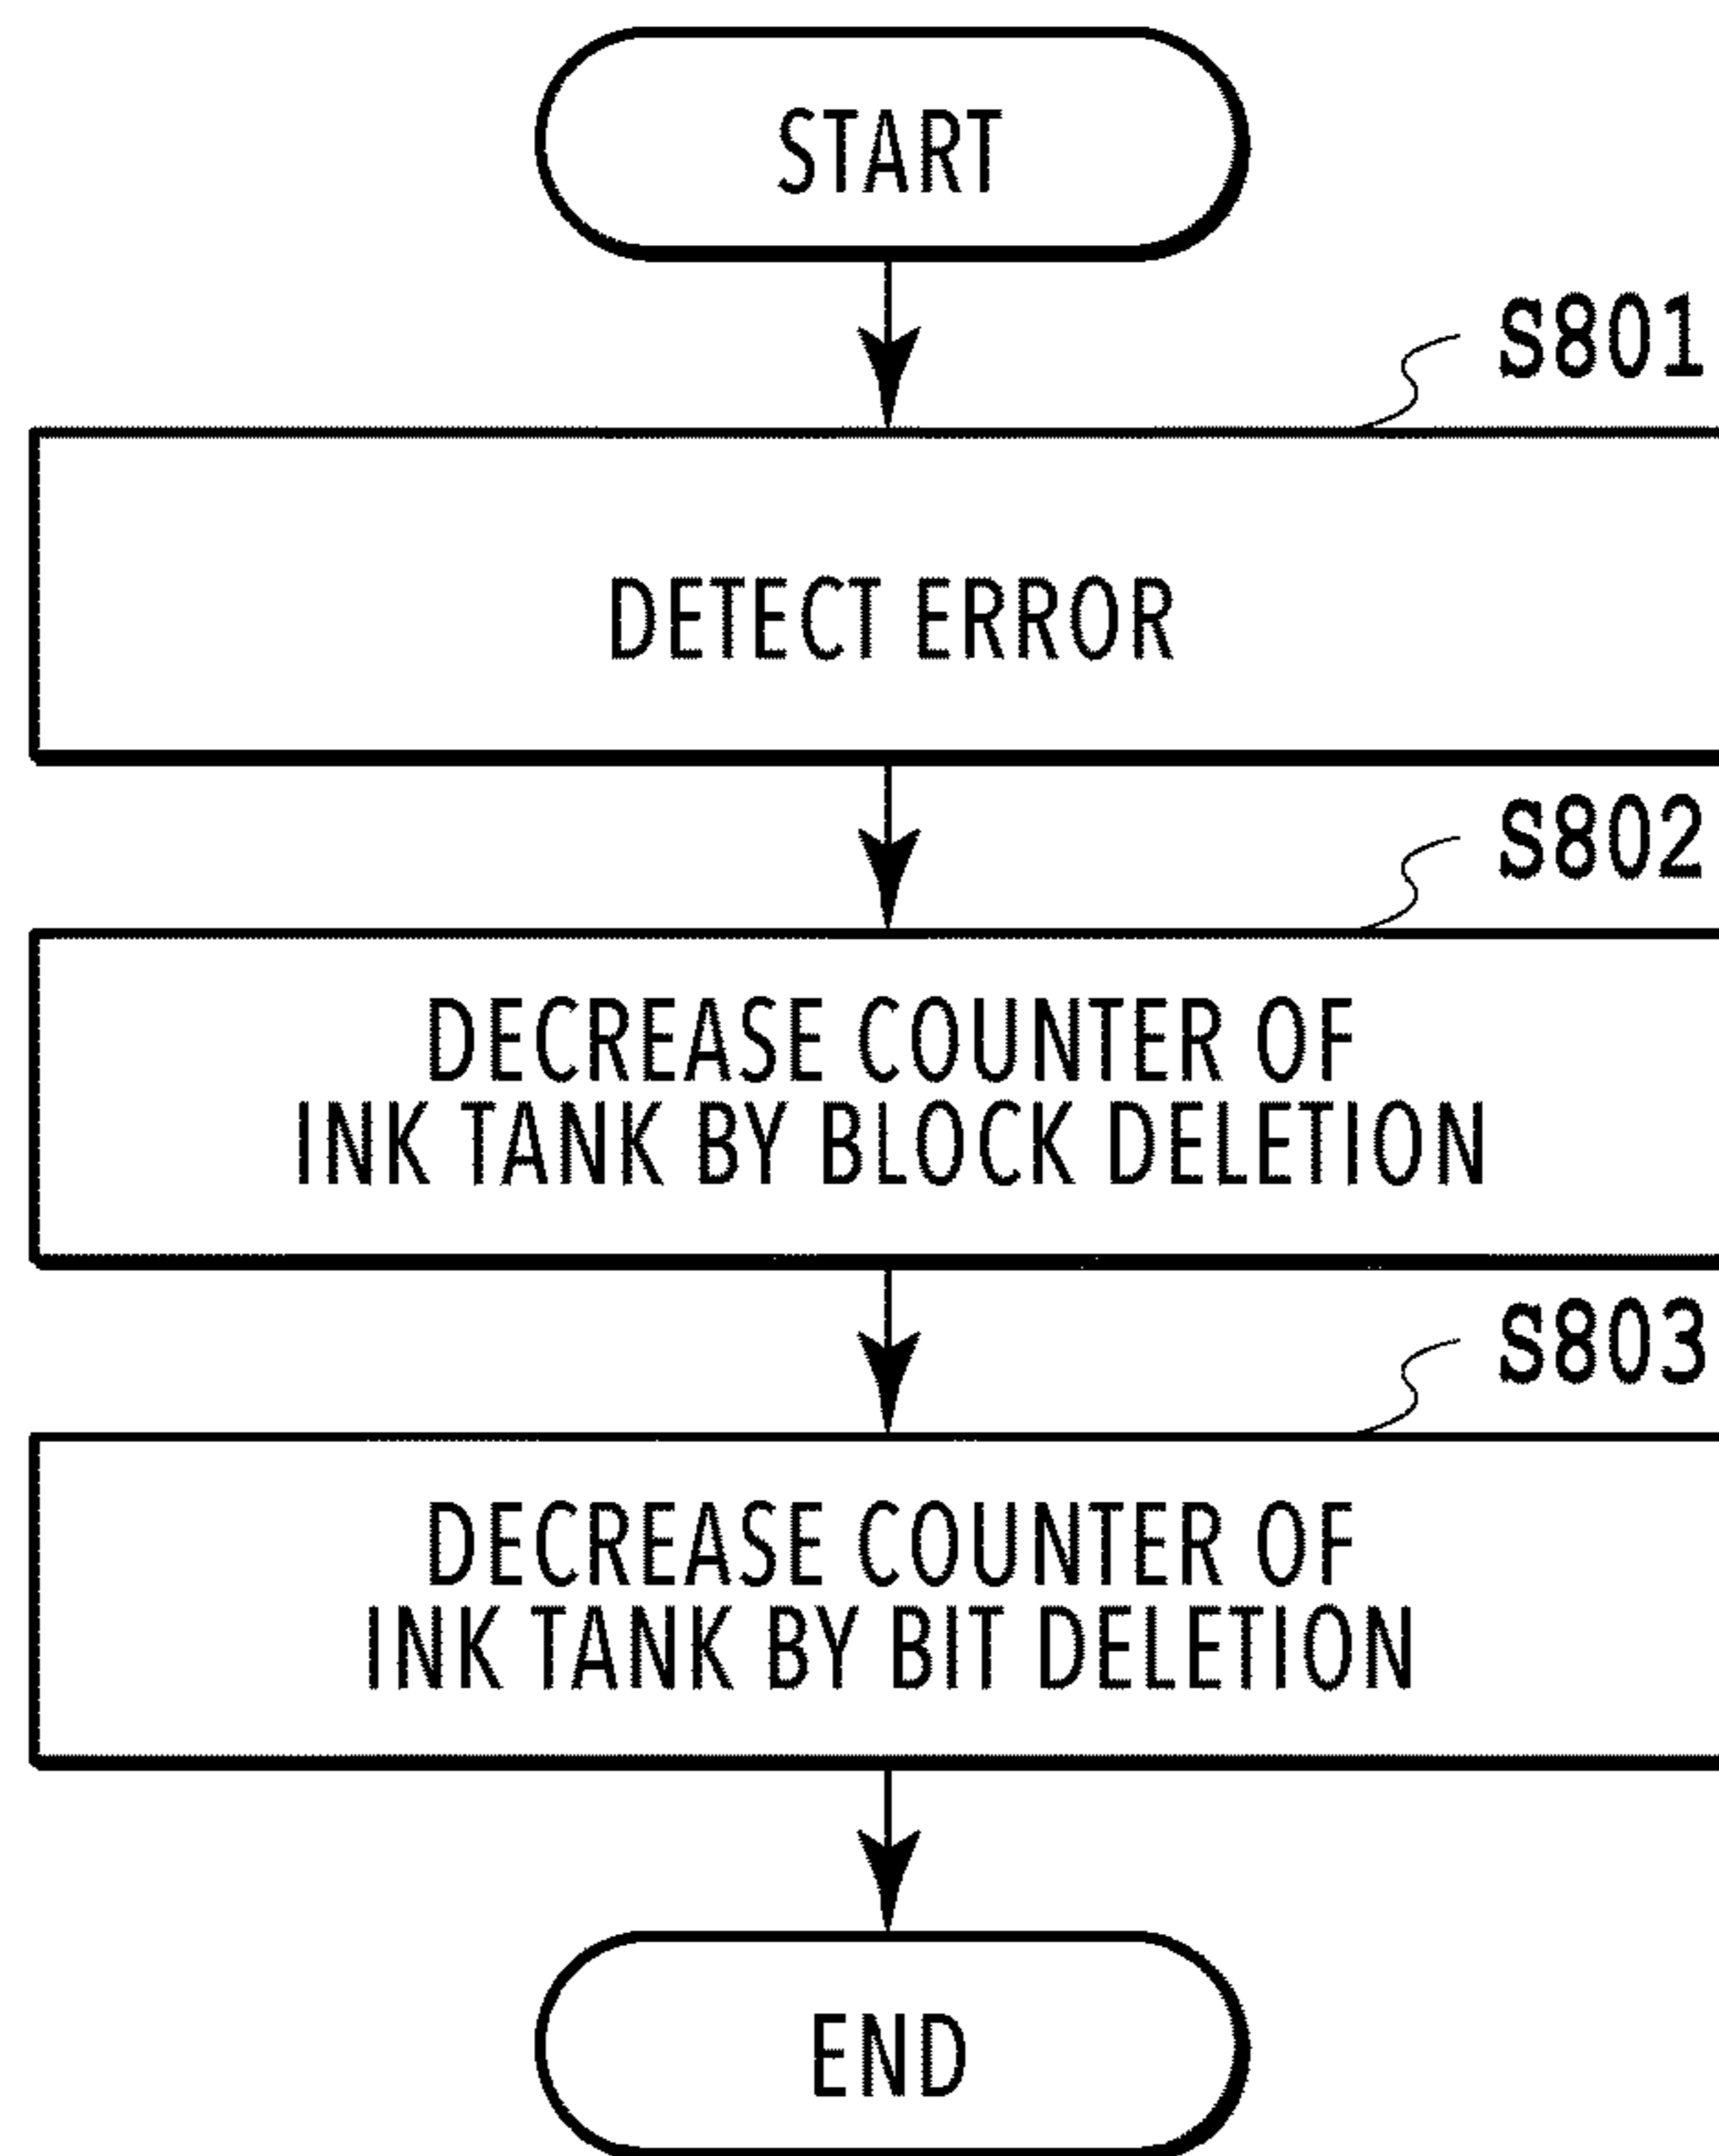 START
S801
DETECT ERROR
S802
DECREASE COUNTER OF
INK TANK BY BLOCK DELETION
S803
DECREASE COUNTER OF
INK TANK BY BIT DELETION
END